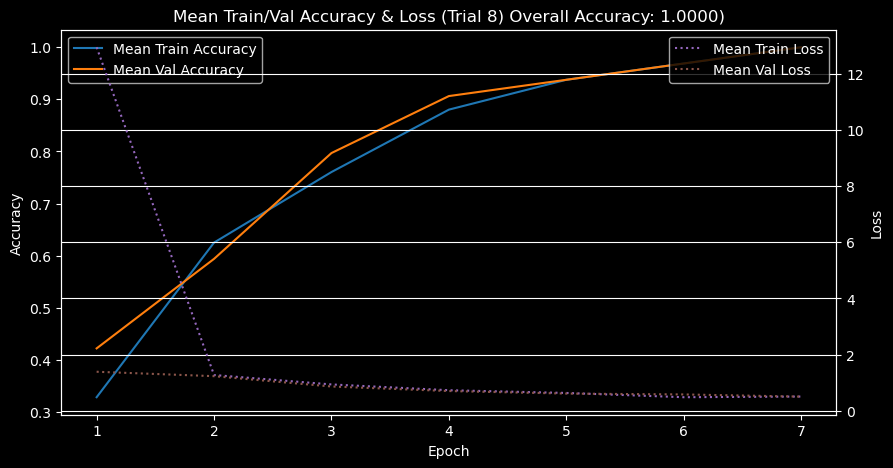 Mean Train/Val Accuracy & Loss (Trial 8) Overall Accuracy: 1.0000)
Mean Train Accuracy
Mean Val Accuracy
Mean Train Loss
Mean Val Loss
Accuracy
1.0
0.9
0.8
0.7
0.6
0.5
0.4
0.3
Loss
12
10
8
6
4
2
0
1 2 3 4 5 6 7
Epoch